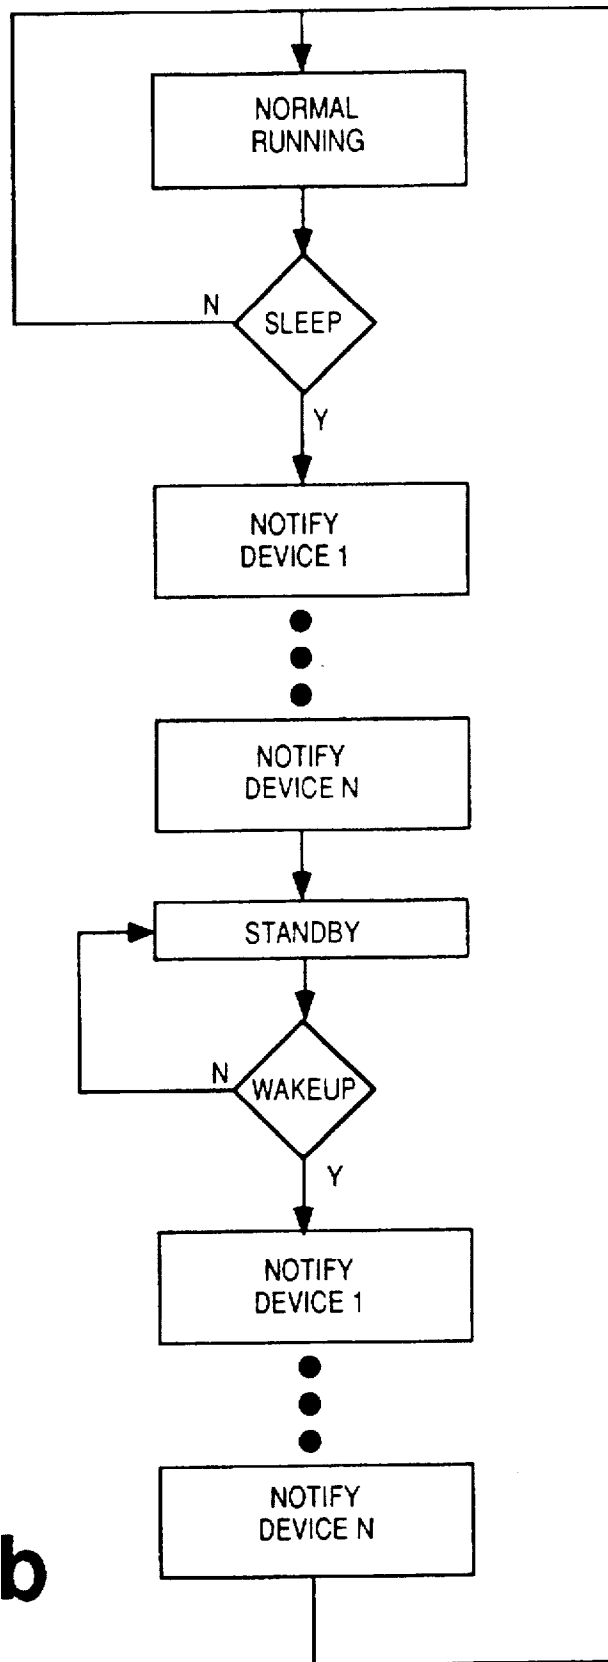 NORMAL
RUNNING
N
SLEEP
Y
NOTIFY
DEVICE 1
NOTIFY
DEVICE N
STANDBY
N
WAKEUP
Y
NOTIFY
DEVICE 1
NOTIFY
DEVICE N
b